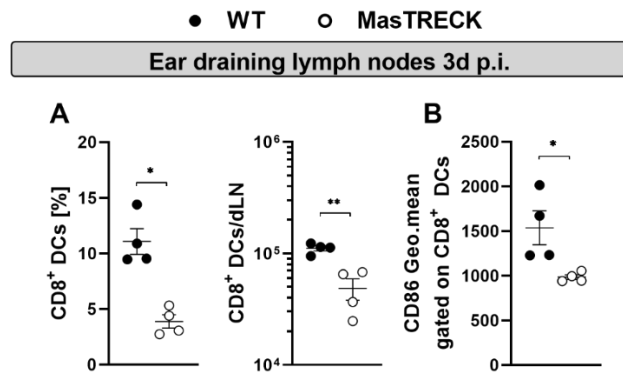 WT MasTRECK
Ear draining lymph nodes 3d p.i.
A
B
CD8⁺ DCs [%]
20
15
10
5
0
*
CD8⁺ DCs/dLN
10⁶
10⁵
10⁴
**
CD86 Geo.mean
gated on CD8⁺ DCs
2500
2000
1500
1000
500
0
*